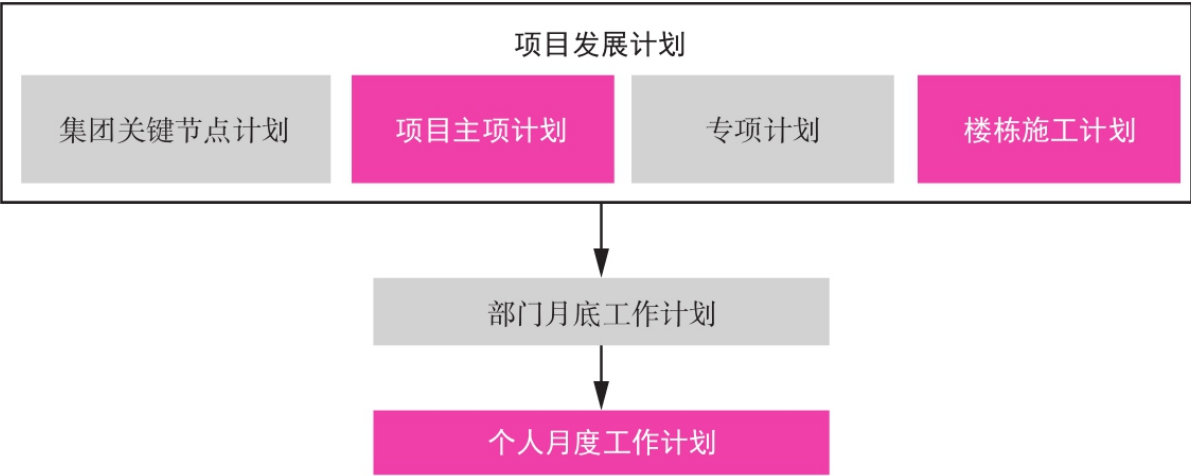 项目发展计划
集团关键节点计划
项目主项计划
专项计划
楼栋施工计划
部门月底工作计划
个人月度工作计划